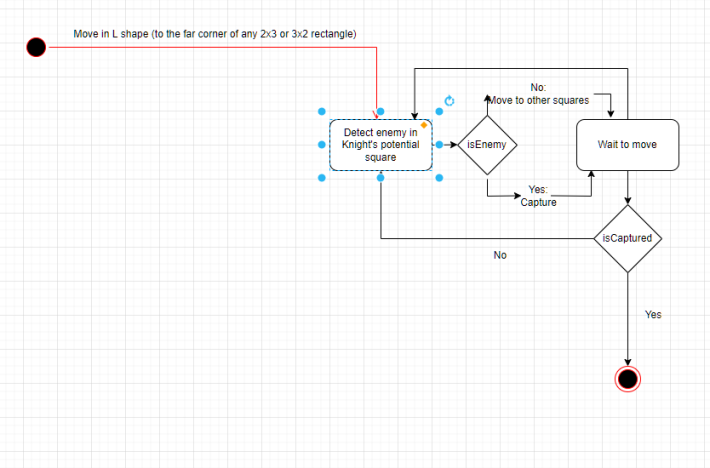 Move in L shape (to the far corner of any 2x3 or 3x2 rectangle)
No:
Move to other squares
Detect enemy in
Knight's potential
square
isEnemy
Wait to move
Yes:
Capture
isCaptured
No
Yes